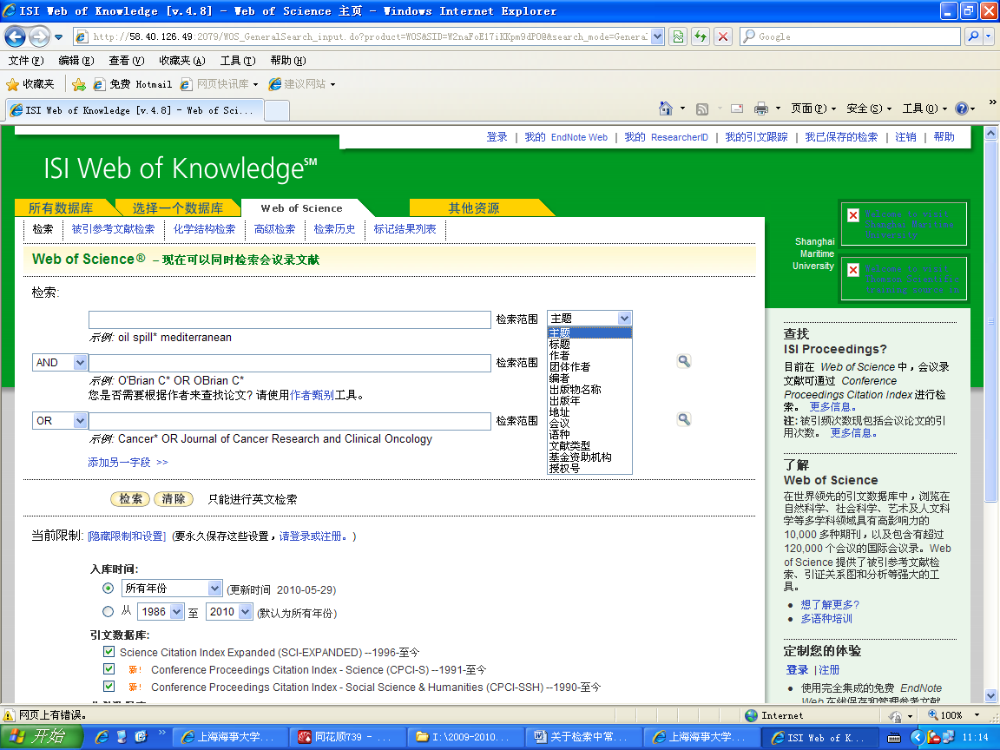 ISI Web of Knowledge [v.4.8] - Web of Science 主页 - Windows Internet Explorer
http://58.40.126.49:2079/WOS_GeneralSearch_input.do?product=WOS&SID=W2naFoE17iKKpm9dPO@&search_mode=General
Google
文件(F) 编辑(E) 查看(V) 收藏夹(A) 工具(T) 帮助(H)
收藏夹 免费 Hotmail 网页快讯库 建议网站
ISI Web of Knowledge [v.4.8] - Web of Sci...
页面(P) 安全(S) 工具(O) »
登录 | 我的 EndNote Web | 我的 ResearcherID | 我的引文跟踪 | 我已保存的检索 | 注销 | 帮助
ISI Web of Knowledge℠
所有数据库 选择一个数据库 Web of Science 其他资源
检索 被引参考文献检索 化学结构检索 高级检索 检索历史 标记结果列表
Shanghai
Maritime
University
Web of Science® – 现在可以同时检索会议录文献
检索:
检索范围 主题
示例: oil spill* mediterranean
主题
标题
作者
团体作者
编者
出版物名称
出版年
地址
会议
语种
文献类型
基金资助机构
授权号
AND 检索范围
示例: O'Brian C* OR OBrian C*
您是否需要根据作者来查找论文? 请使用作者甄别工具。
OR 检索范围
示例: Cancer* OR Journal of Cancer Research and Clinical Oncology
添加另一字段 >>
检索 清除 只能进行英文检索
当前限制: [隐藏限制和设置] (要永久保存这些设置，请登录或注册。)
入库时间:
所有年份 (更新时间 2010-05-29)
从 1986 至 2010 (默认为所有年份)
引文数据库:
Science Citation Index Expanded (SCI-EXPANDED) --1996-至今
新! Conference Proceedings Citation Index - Science (CPCI-S) --1991-至今
新! Conference Proceedings Citation Index - Social Science & Humanities (CPCI-SSH) --1990-至今
查找
ISI Proceedings?
目前在 Web of Science 中，会议录
文献可通过 Conference
Proceedings Citation Index 进行检
索。 更多信息。
注: 被引频次数现包括会议论文的引
用次数。 更多信息。
了解
Web of Science
在世界领先的引文数据库中，浏览在
自然科学、社会科学、艺术及人文科
学等多学科领域具有高影响力的
10,000 多种期刊，以及包含有超过
120,000 个会议的国际会议录。Web
of Science 提供了被引参考文献检
索、引证关系图和分析等强大的工
具。
想了解更多?
多语种培训
定制您的体验
登录 |注册
使用完全集成的免费 EndNote
Web 在线保存和管理参考文献
网页上有错误。 Internet 100%
开始 » 上海海事大学... 同花顺739 - ... I:\2009-2010... 关于检索中常... 上海海事大学... ISI Web of K... 11:14